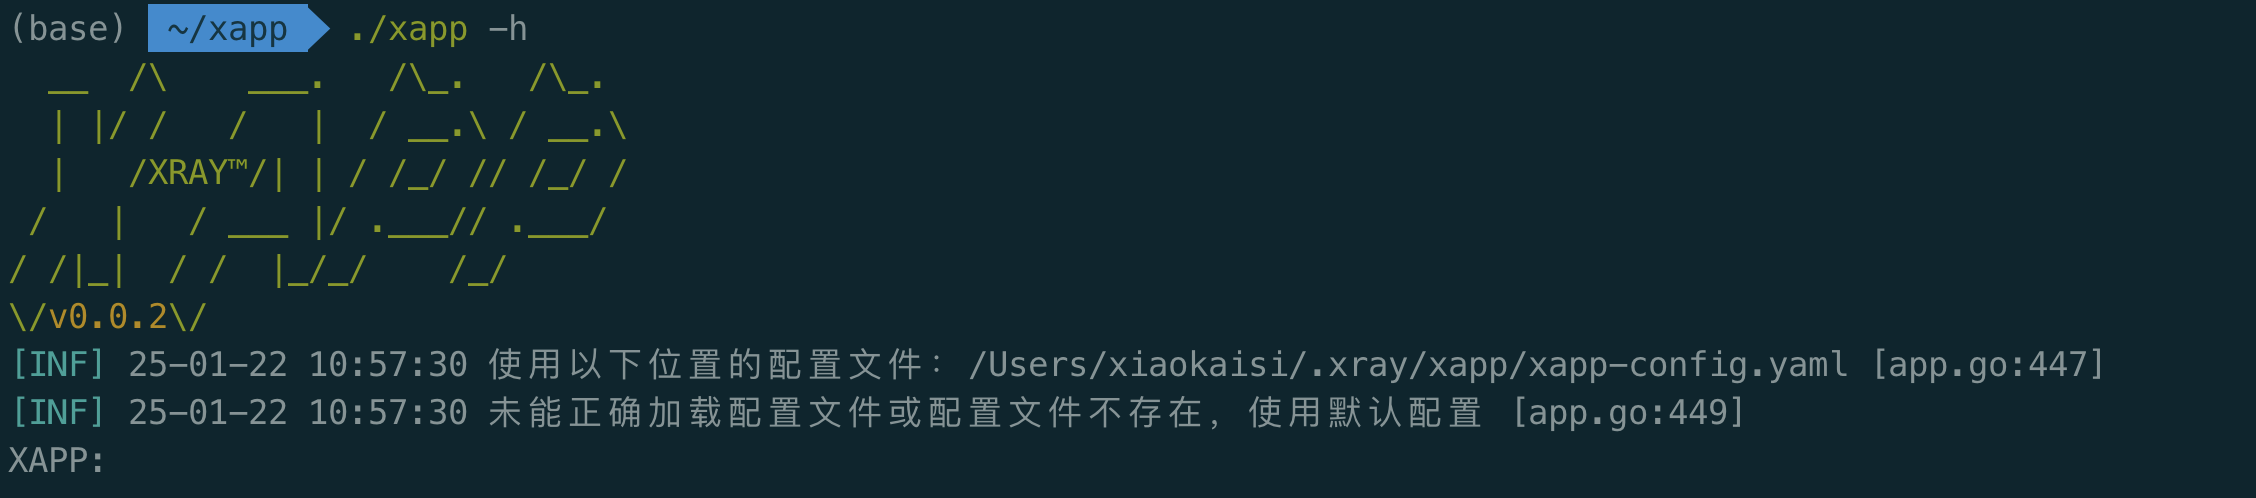 (base) ~/xapp ./xapp -h
  __  /\    ___.   /\_.   /\_.
  | |/ /   /   |  / __.\ / __.\
  |   /XRAY™/| | / /_/ // /_/ /
 /   |   / ___ |/ .___// .___/
/ /|_|  / /  |_/_/    /_/
\/v0.0.2\/
[INF] 25-01-22 10:57:30 使用以下位置的配置文件：/Users/xiaokaisi/.xray/xapp/xapp-config.yaml [app.go:447]
[INF] 25-01-22 10:57:30 未能正确加载配置文件或配置文件不存在，使用默认配置 [app.go:449]
XAPP: